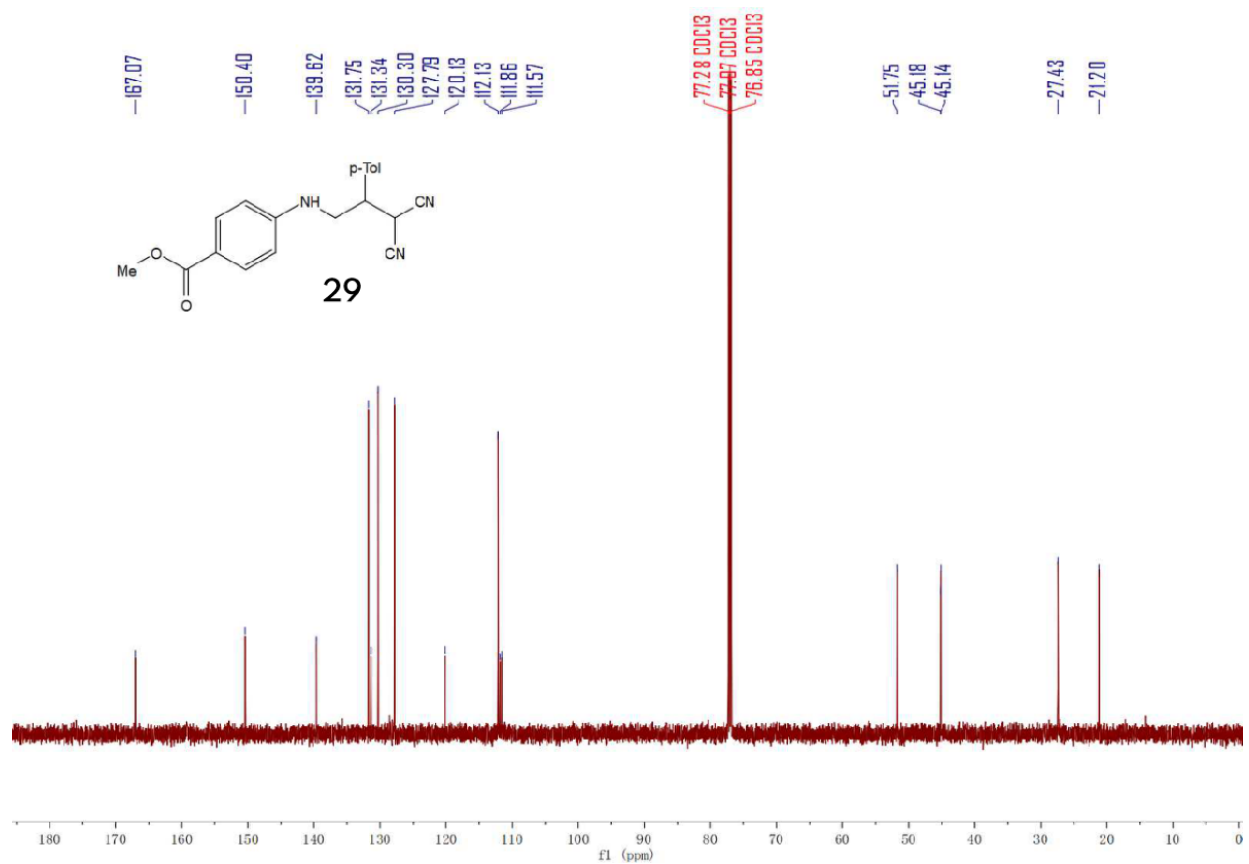 167.07
150.40
139.62
131.75
131.34
130.30
127.79
120.13
112.13
111.86
111.57
77.28 CDCl3
77.07 CDCl3
76.85 CDCl3
51.75
45.18
45.14
27.43
21.20
p-Tol
NH
CN
CN
O
Me
O
29
180 170 160 150 140 130 120 110 100 90 80 70 60 50 40 30 20 10 0
f1 (ppm)